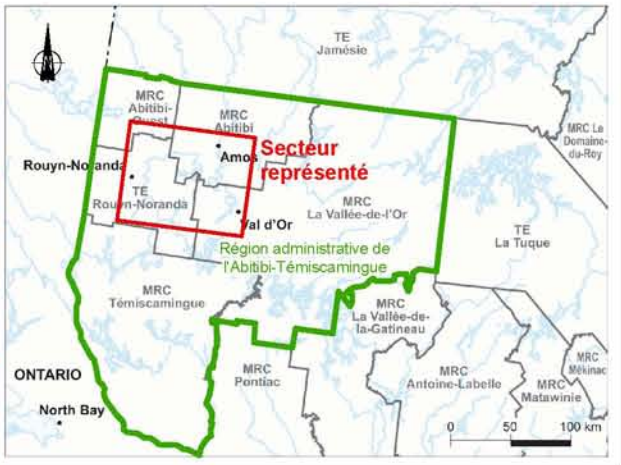 TE
Jamésie
MRC
Abitibi-
Ouest
MRC
Abitibi
MRC Le
Domaine-
du-Roy
Amos
Secteur
représenté
Rouyn-Noranda
TE
Rouyn-Noranda
MRC
La Vallée-de-l'Or
Val d'Or
TE
La Tuque
Région administrative de
l'Abitibi-Témiscamingue
MRC
Témiscamingue
MRC
La Vallée-de-
la-Gatineau
MRC
Pontiac
MRC
Antoine-Labelle
MRC
Matawinie
MRC
Mékinac
ONTARIO
North Bay
0 50 100 km